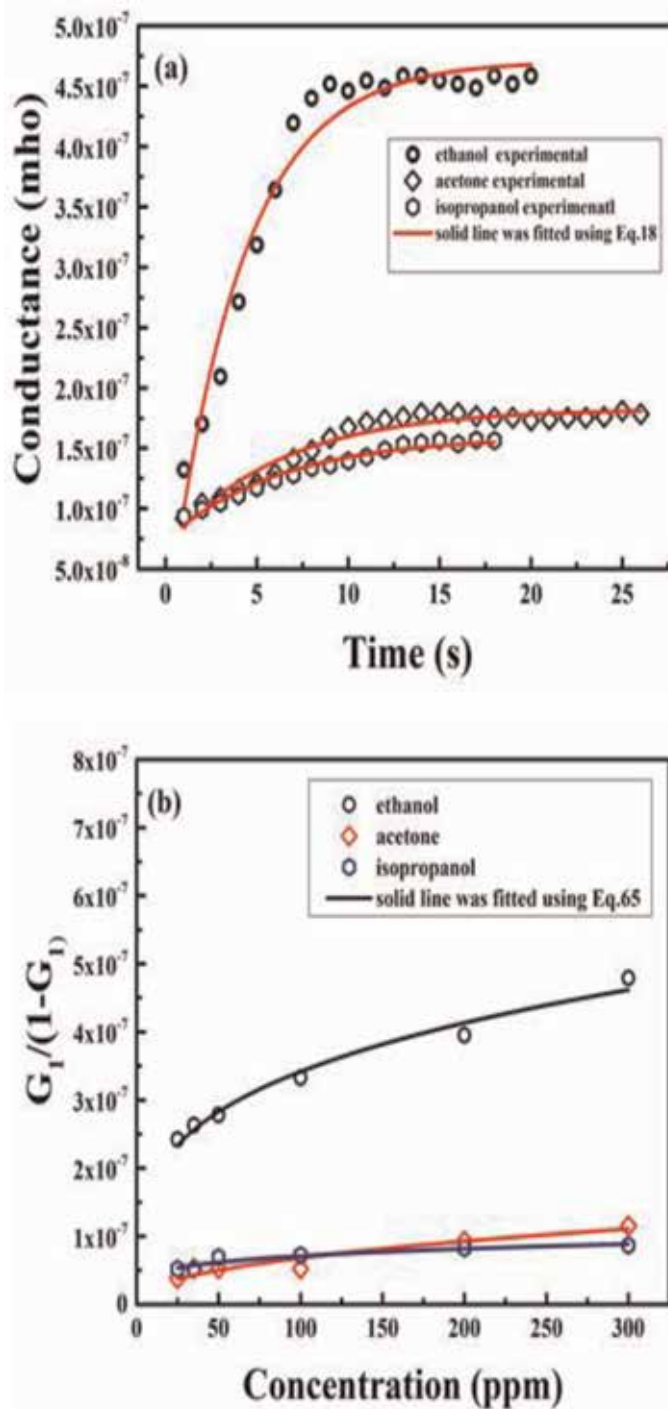 5.0x10⁻⁷
4.5x10⁻⁷
4.0x10⁻⁷
3.5x10⁻⁷
3.0x10⁻⁷
2.5x10⁻⁷
2.0x10⁻⁷
1.5x10⁻⁷
1.0x10⁻⁷
5.0x10⁻⁸
Conductance (mho)
(a)
ethanol experimental
acetone experimental
isopropanol experimenatl
solid line was fitted using Eq.18
0 5 10 15 20 25
Time (s)
8x10⁻⁷
7x10⁻⁷
6x10⁻⁷
5x10⁻⁷
4x10⁻⁷
3x10⁻⁷
2x10⁻⁷
1x10⁻⁷
0
G₁/(1-G₁)
(b)
ethanol
acetone
isopropanol
solid line was fitted using Eq.65
0 50 100 150 200 250 300
Concentration (ppm)